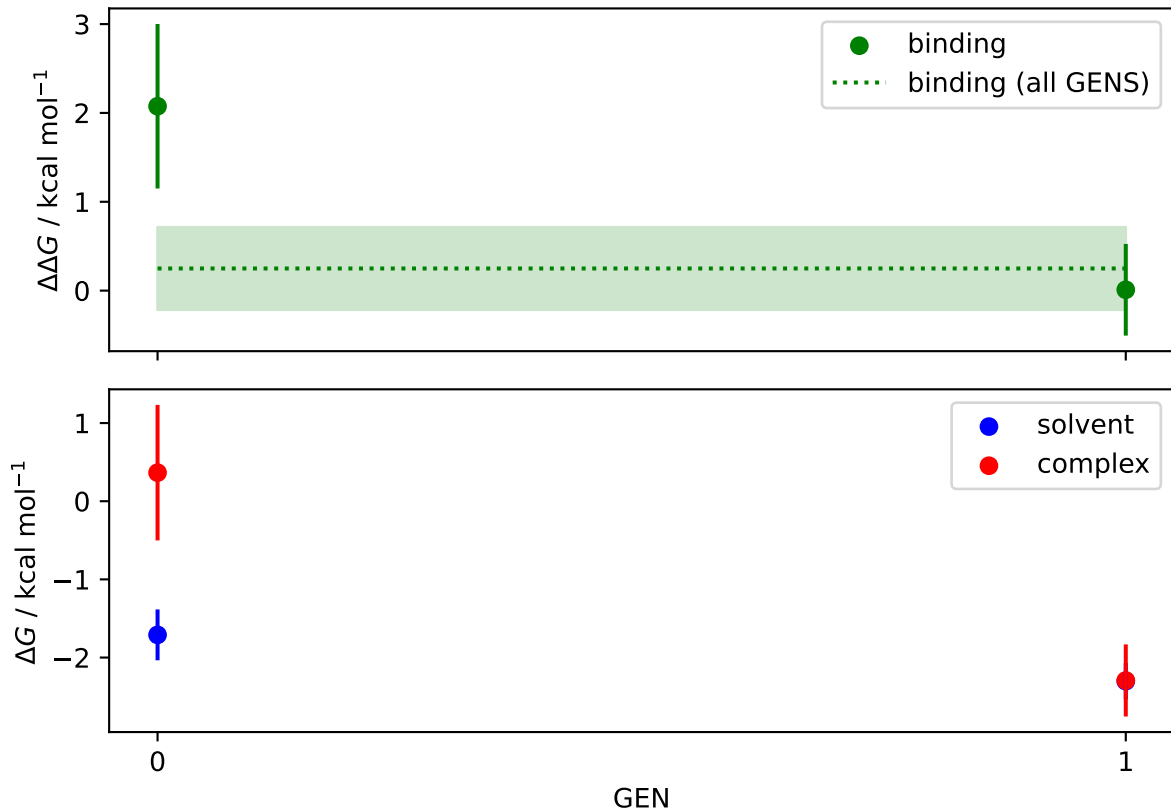 3
2
1
0
ΔΔG / kcal mol⁻¹
binding
binding (all GENS)
1
0
−1
−2
ΔG / kcal mol⁻¹
solvent
complex
0
1
GEN